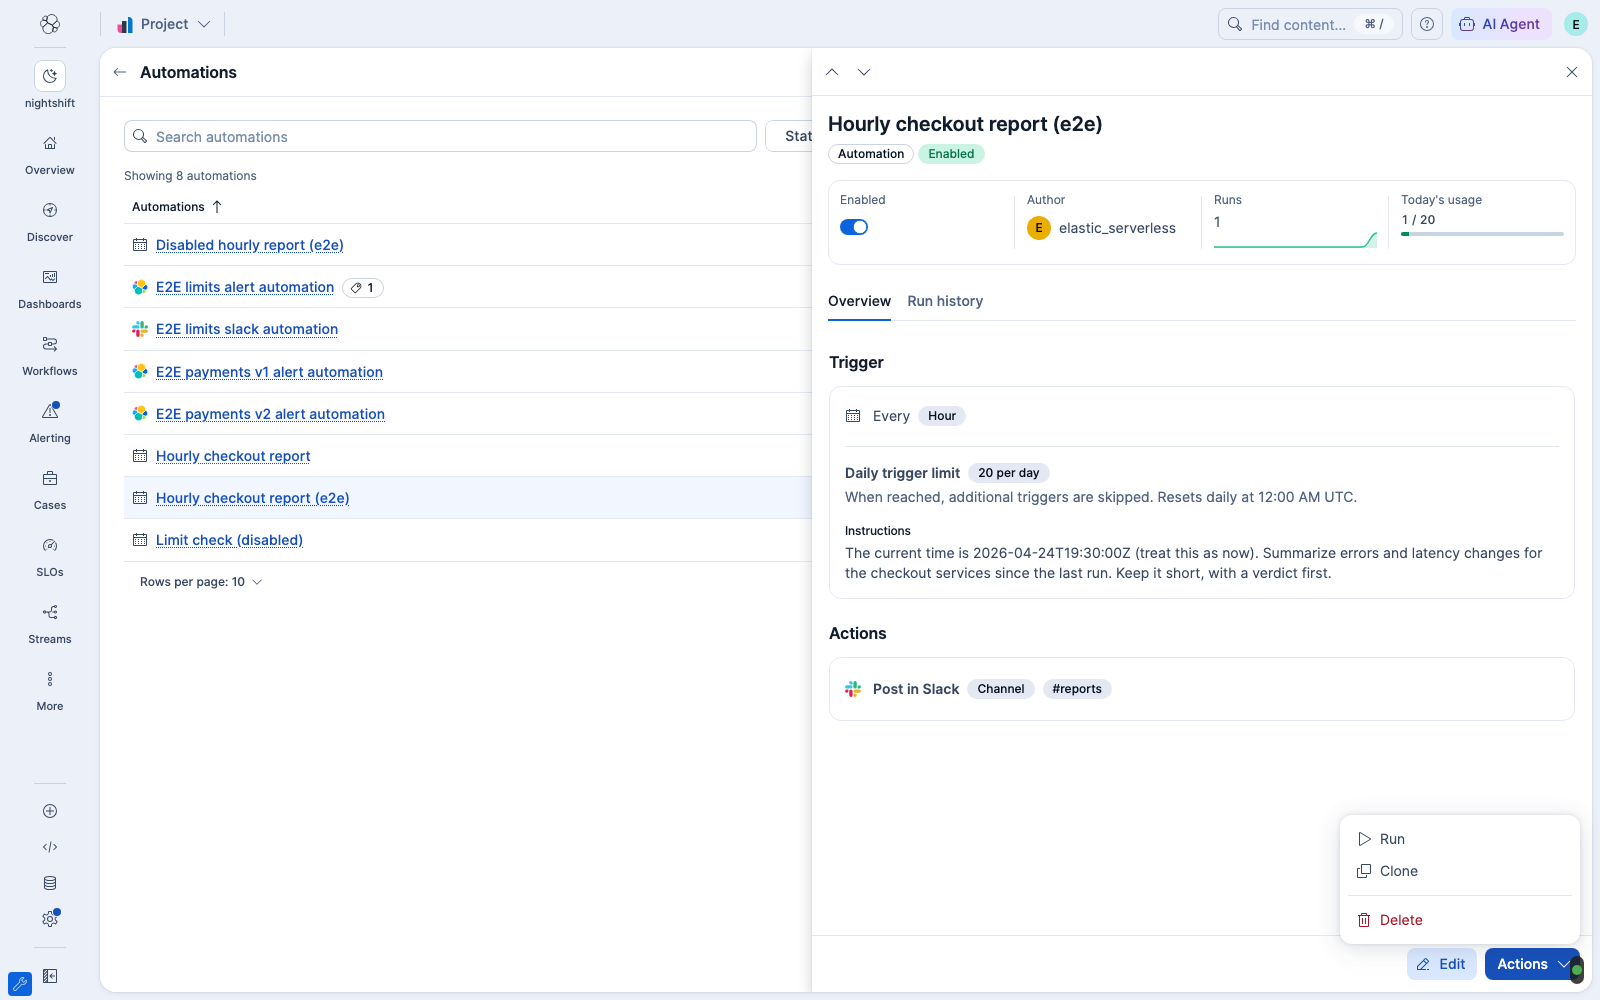 Project
Find content...
⌘ /
AI Agent
E
nightshift
Overview
Discover
Dashboards
Workflows
Alerting
Cases
SLOs
Streams
More
Automations
Search automations
Stat
Showing 8 automations
Automations
Disabled hourly report (e2e)
E2E limits alert automation
1
E2E limits slack automation
E2E payments v1 alert automation
E2E payments v2 alert automation
Hourly checkout report
Hourly checkout report (e2e)
Limit check (disabled)
Rows per page: 10
Hourly checkout report (e2e)
Automation
Enabled
Enabled
Author
E
elastic_serverless
Runs
1
Today's usage
1 / 20
Overview
Run history
Trigger
Every
Hour
Daily trigger limit
20 per day
When reached, additional triggers are skipped. Resets daily at 12:00 AM UTC.
Instructions
The current time is 2026-04-24T19:30:00Z (treat this as now). Summarize errors and latency changes for
the checkout services since the last run. Keep it short, with a verdict first.
Actions
Post in Slack
Channel
#reports
Run
Clone
Delete
Edit
Actions